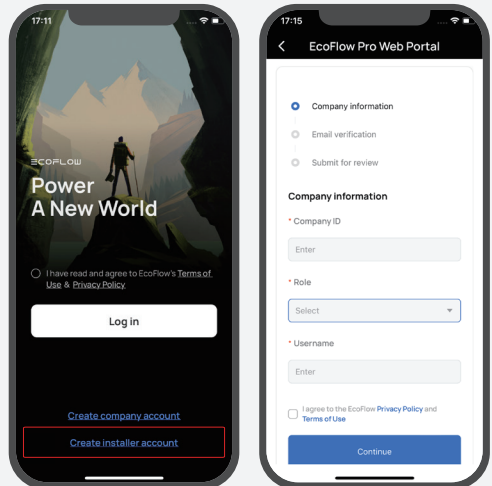 17:11
ECOFLOW
Power
A New World
I have read and agree to EcoFlow's Terms of
Use & Privacy Policy
Log in
Create company account
Create installer account
17:15
EcoFlow Pro Web Portal
Company information
Email verification
Submit for review
Company information
* Company ID
Enter
* Role
Select
* Username
Enter
I agree to the EcoFlow Privacy Policy and
Terms of Use
Continue